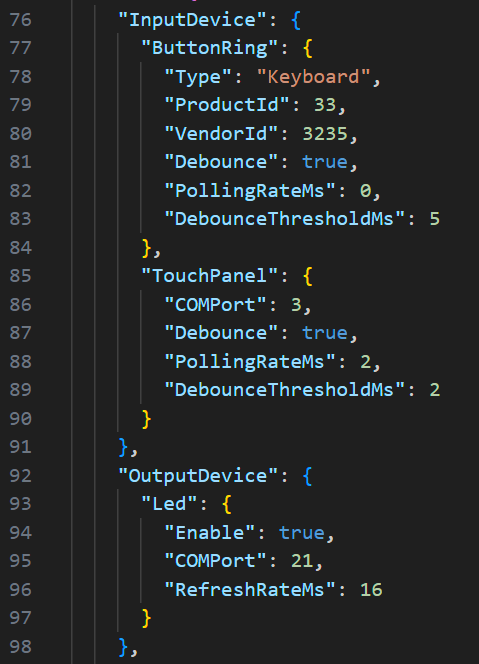 76 "InputDevice": {
77 "ButtonRing": {
78 "Type": "Keyboard",
79 "ProductId": 33,
80 "VendorId": 3235,
81 "Debounce": true,
82 "PollingRateMs": 0,
83 "DebounceThresholdMs": 5
84 },
85 "TouchPanel": {
86 "COMPort": 3,
87 "Debounce": true,
88 "PollingRateMs": 2,
89 "DebounceThresholdMs": 2
90 }
91 },
92 "OutputDevice": {
93 "Led": {
94 "Enable": true,
95 "COMPort": 21,
96 "RefreshRateMs": 16
97 }
98 },